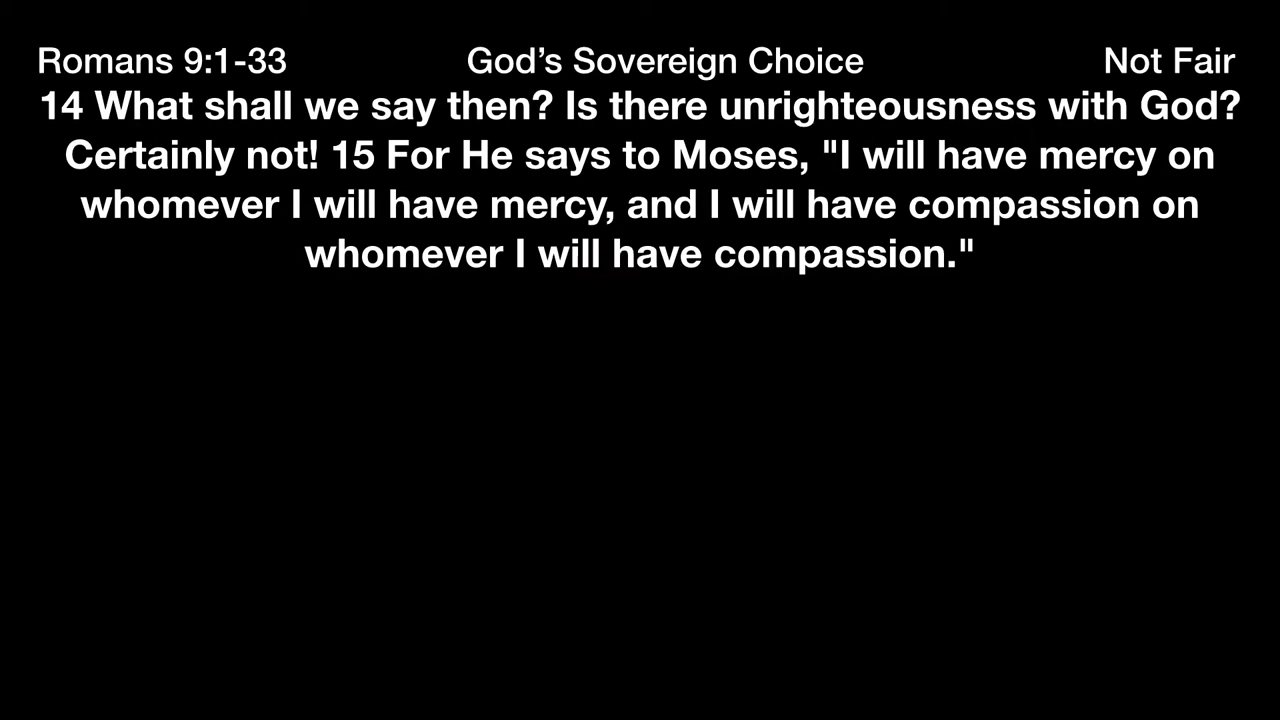 Romans 9:1-33 God’s Sovereign Choice Not Fair
14 What shall we say then? Is there unrighteousness with God?
Certainly not! 15 For He says to Moses, "I will have mercy on
whomever I will have mercy, and I will have compassion on
whomever I will have compassion."